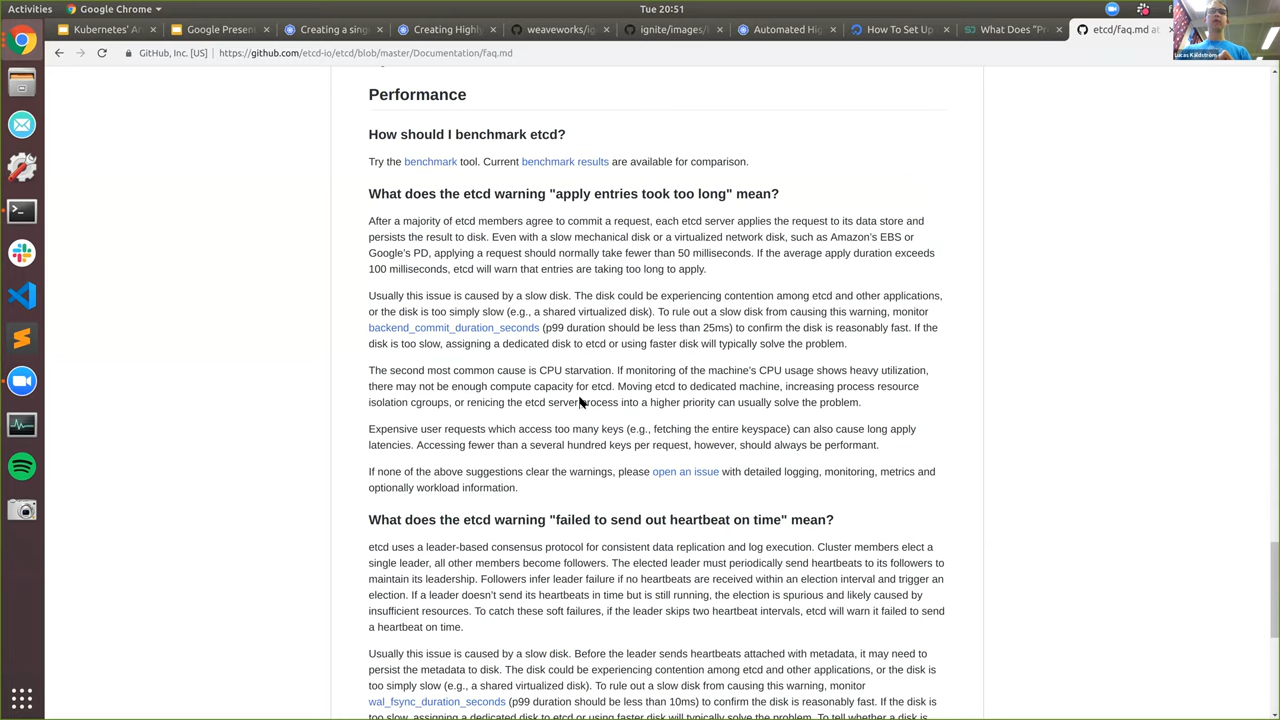 Activities
Google Chrome
Tue 20:51
Kubernetes' Ar
Google Presen
Creating a sing
Creating Highl
weaveworks/ig
ignite/images/
Automated Hig
How To Set Up
What Does "Pr
etcd/faq.md at
GitHub, Inc. [US]
https://github.com/etcd-io/etcd/blob/master/Documentation/faq.md
Lucas Käldström
Performance
How should I benchmark etcd?
Try the benchmark tool. Current benchmark results are available for comparison.
What does the etcd warning "apply entries took too long" mean?
After a majority of etcd members agree to commit a request, each etcd server applies the request to its data store and
persists the result to disk. Even with a slow mechanical disk or a virtualized network disk, such as Amazon's EBS or
Google's PD, applying a request should normally take fewer than 50 milliseconds. If the average apply duration exceeds
100 milliseconds, etcd will warn that entries are taking too long to apply.
Usually this issue is caused by a slow disk. The disk could be experiencing contention among etcd and other applications,
or the disk is too simply slow (e.g., a shared virtualized disk). To rule out a slow disk from causing this warning, monitor
backend_commit_duration_seconds (p99 duration should be less than 25ms) to confirm the disk is reasonably fast. If the
disk is too slow, assigning a dedicated disk to etcd or using faster disk will typically solve the problem.
The second most common cause is CPU starvation. If monitoring of the machine's CPU usage shows heavy utilization,
there may not be enough compute capacity for etcd. Moving etcd to dedicated machine, increasing process resource
isolation cgroups, or renicing the etcd server process into a higher priority can usually solve the problem.
Expensive user requests which access too many keys (e.g., fetching the entire keyspace) can also cause long apply
latencies. Accessing fewer than a several hundred keys per request, however, should always be performant.
If none of the above suggestions clear the warnings, please open an issue with detailed logging, monitoring, metrics and
optionally workload information.
What does the etcd warning "failed to send out heartbeat on time" mean?
etcd uses a leader-based consensus protocol for consistent data replication and log execution. Cluster members elect a
single leader, all other members become followers. The elected leader must periodically send heartbeats to its followers to
maintain its leadership. Followers infer leader failure if no heartbeats are received within an election interval and trigger an
election. If a leader doesn't send its heartbeats in time but is still running, the election is spurious and likely caused by
insufficient resources. To catch these soft failures, if the leader skips two heartbeat intervals, etcd will warn it failed to send
a heartbeat on time.
Usually this issue is caused by a slow disk. Before the leader sends heartbeats attached with metadata, it may need to
persist the metadata to disk. The disk could be experiencing contention among etcd and other applications, or the disk is
too simply slow (e.g., a shared virtualized disk). To rule out a slow disk from causing this warning, monitor
wal_fsync_duration_seconds (p99 duration should be less than 10ms) to confirm the disk is reasonably fast. If the disk is
too slow, assigning a dedicated disk to etcd or using faster disk will typically solve the problem. To tell whether a disk is